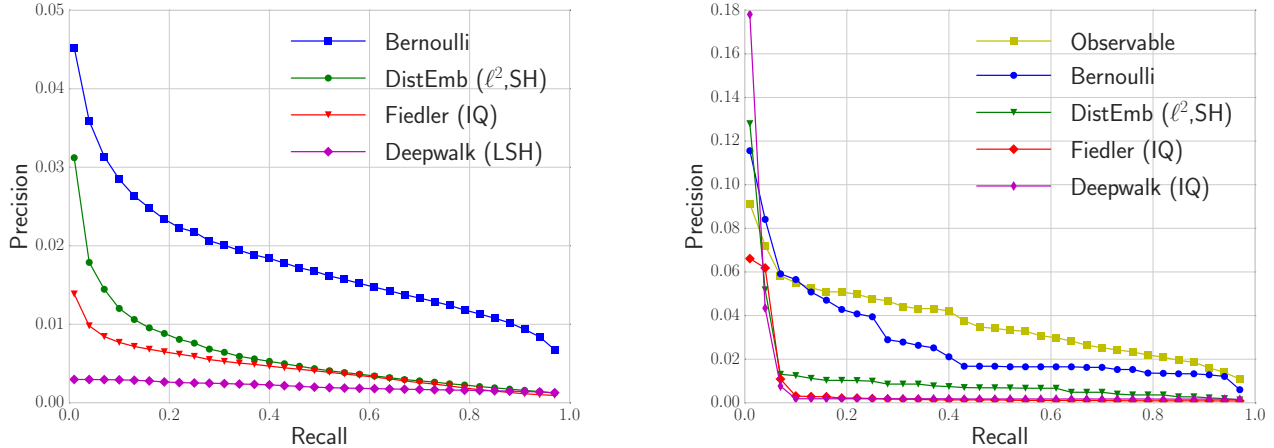 0.05
0.04
0.03
0.02
0.01
0.00
Precision
Bernoulli
DistEmb (ℓ²,SH)
Fiedler (IQ)
Deepwalk (LSH)
0.0 0.2 0.4 0.6 0.8 1.0
Recall
0.18
0.16
0.14
0.12
0.10
0.08
0.06
0.04
0.02
0.00
Precision
Observable
Bernoulli
DistEmb (ℓ²,SH)
Fiedler (IQ)
Deepwalk (IQ)
0.0 0.2 0.4 0.6 0.8 1.0
Recall